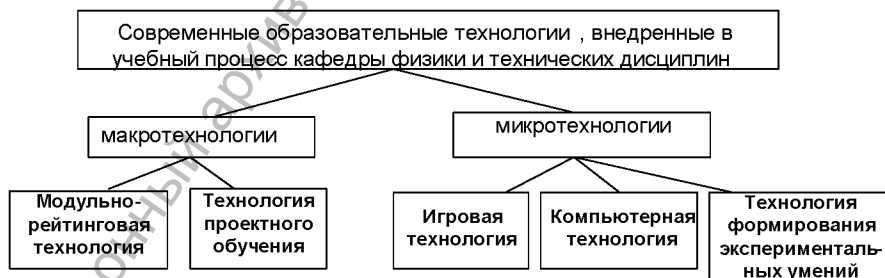 Современные образовательные технологии , внедренные в
учебный процесс кафедры физики и технических дисциплин
макротехнологии
микротехнологии
Модульно-
рейтинговая
технология
Технология
проектного
обучения
Игровая
технология
Компьютерная
технология
Технология
формирования
эксперименталь-
ных умений